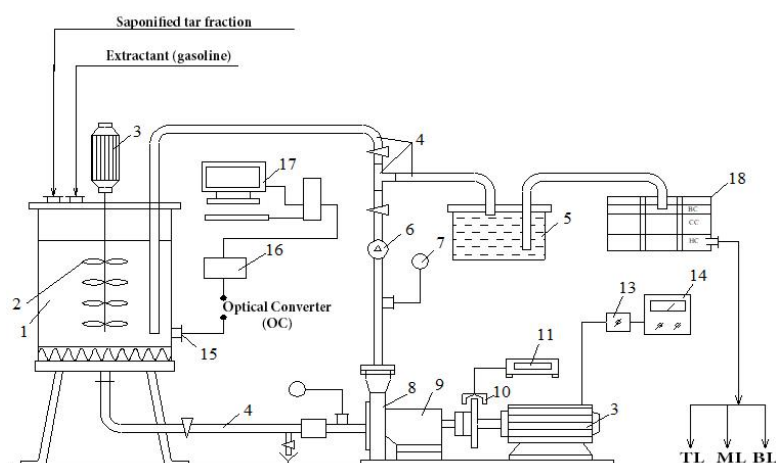 Saponified tar fraction
Extractant (gasoline)
3
4
17
18
BC
CC
HC
5
6
7
16
2
Optical Converter
(OC)
1
15
13
14
11
8
9
10
3
4
TL ML BL